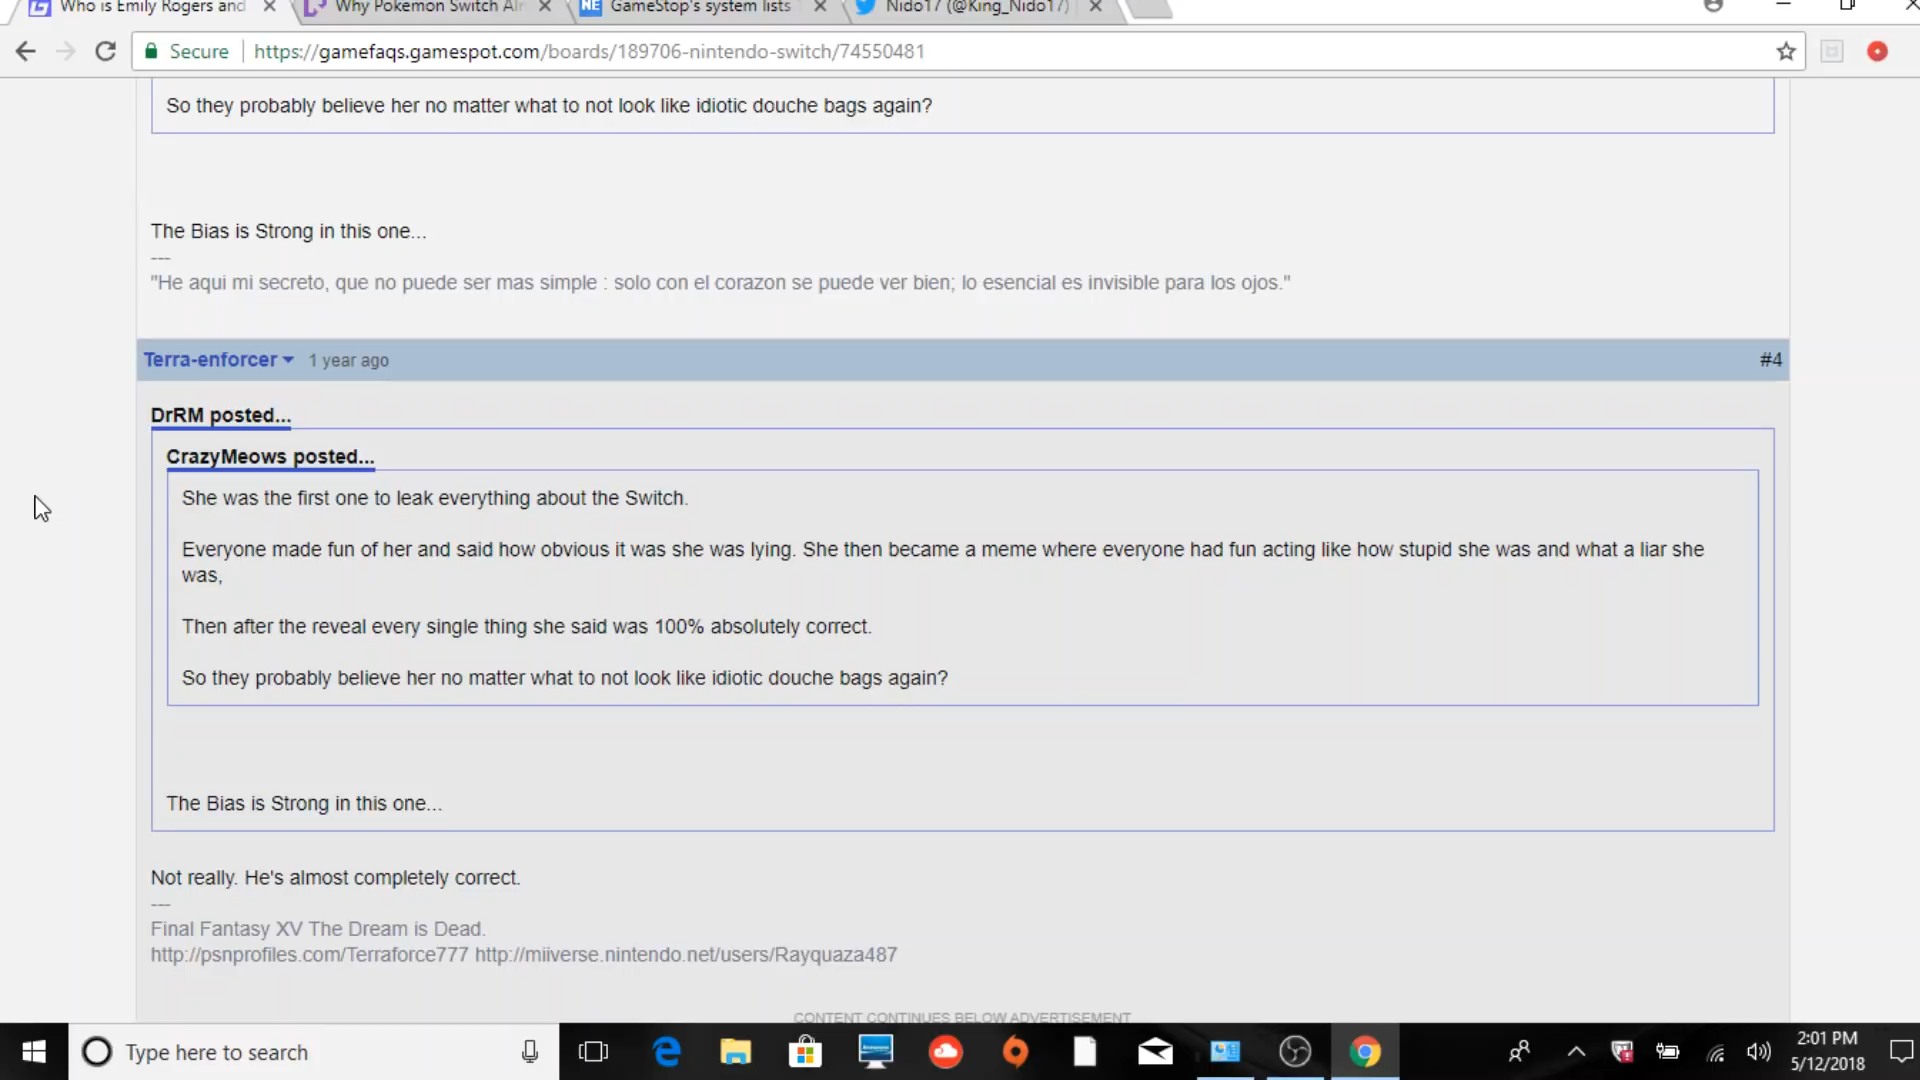 Who is Emily Rogers and
Why Pokemon Switch Alr
GameStop's system lists
Nido17 (@King_Nido17)
Secure
https://gamefaqs.gamespot.com/boards/189706-nintendo-switch/74550481
So they probably believe her no matter what to not look like idiotic douche bags again?
The Bias is Strong in this one...
---
"He aqui mi secreto, que no puede ser mas simple : solo con el corazon se puede ver bien; lo esencial es invisible para los ojos."
Terra-enforcer 1 year ago #4
DrRM posted...
CrazyMeows posted...
She was the first one to leak everything about the Switch.
Everyone made fun of her and said how obvious it was she was lying. She then became a meme where everyone had fun acting like how stupid she was and what a liar she
was,
Then after the reveal every single thing she said was 100% absolutely correct.
So they probably believe her no matter what to not look like idiotic douche bags again?
The Bias is Strong in this one...
Not really. He's almost completely correct.
---
Final Fantasy XV The Dream is Dead.
http://psnprofiles.com/Terraforce777 http://miiverse.nintendo.net/users/Rayquaza487
CONTENT CONTINUES BELOW ADVERTISEMENT
Type here to search
2:01 PM
5/12/2018